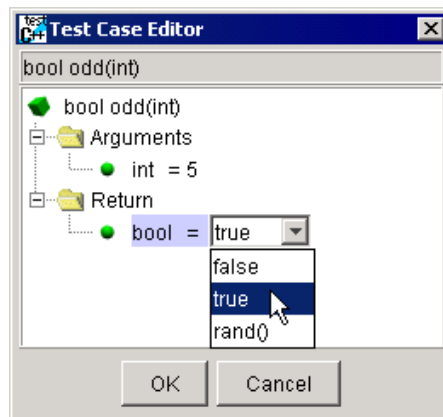 test C++ Test Case Editor
bool odd(int)
bool odd(int)
Arguments
int = 5
Return
bool = true
false
true
rand()
OK Cancel